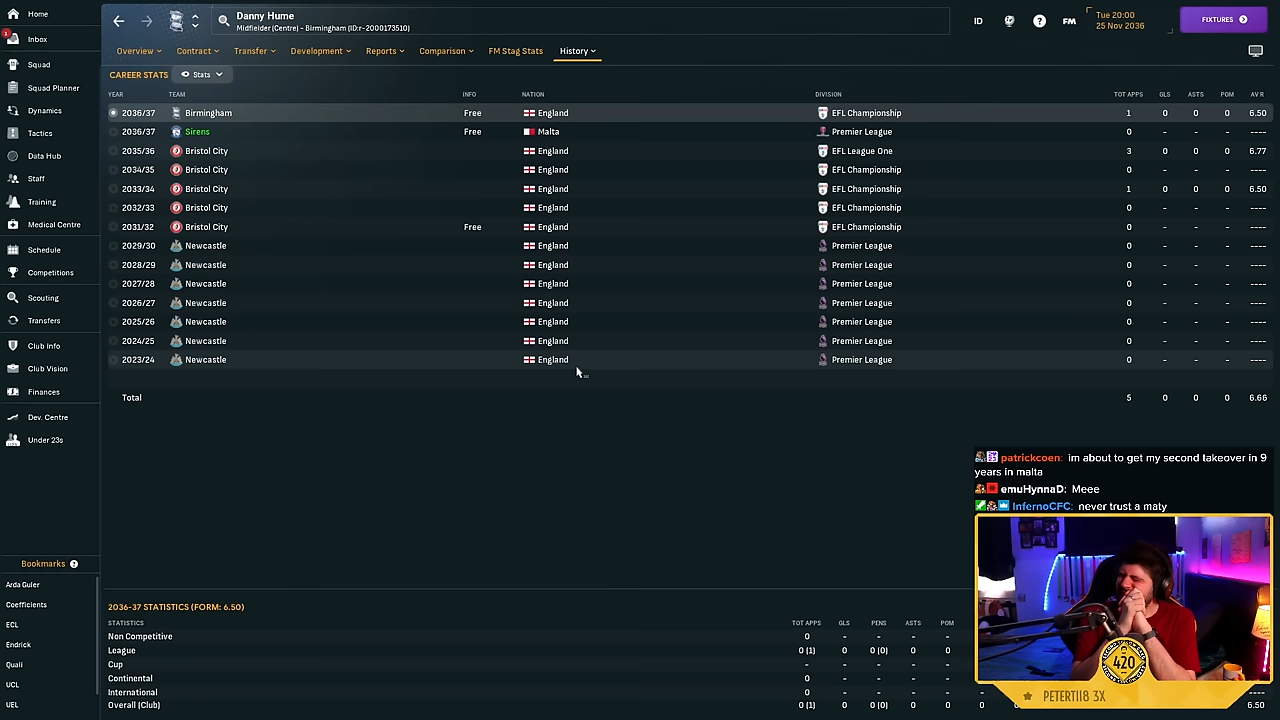 Home
Inbox
1
Squad
Squad Planner
Dynamics
Tactics
Data Hub
Staff
Training
Medical Centre
Schedule
Competitions
Scouting
Transfers
Club Info
Club Vision
Finances
Dev. Centre
Under 23s
Bookmarks ?
Arda Guler
Coefficients
ECL
Endrick
Quali
UCL
UEL
Danny Hume
Midfielder (Centre) - Birmingham (ID:r-2000173510)
ID ? FM
Tue 20:00
25 Nov 2036
FIXTURES
Overview Contract Transfer Development Reports Comparison FM Stag Stats History
CAREER STATS Stats
YEAR TEAM INFO NATION DIVISION TOT APPS GLS ASTS POM AV R
2036/37 Birmingham Free England EFL Championship 1 0 0 0 6.50
2036/37 Sirens Free Malta Premier League 0 - - - ----
2035/36 Bristol City England EFL League One 3 0 0 0 6.77
2034/35 Bristol City England EFL Championship 0 - - - ----
2033/34 Bristol City England EFL Championship 1 0 0 0 6.50
2032/33 Bristol City England EFL Championship 0 - - - ----
2031/32 Bristol City Free England EFL Championship 0 - - - ----
2029/30 Newcastle England Premier League 0 - - - ----
2028/29 Newcastle England Premier League 0 - - - ----
2027/28 Newcastle England Premier League 0 - - - ----
2026/27 Newcastle England Premier League 0 - - - ----
2025/26 Newcastle England Premier League 0 - - - ----
2024/25 Newcastle England Premier League 0 - - - ----
2023/24 Newcastle England Premier League 0 - - - ----
Total 5 0 0 0 6.66
2036-37 STATISTICS (FORM: 6.50)
STATISTICS TOT APPS GLS PENS ASTS POM
Non Competitive 0 - - - -
League 0 (1) 0 0 (0) 0 0
Cup - - - - -
Continental 0 - - - -
International 0 - - - -
Overall (Club) 0 (1) 0 0 (0) 0 0 6.50
patrickcoen: im about to get my second takeover in 9
years in malta
emuHynnaD: Meee
InfernoCFC: never trust a maty
420
PETERT118 3X